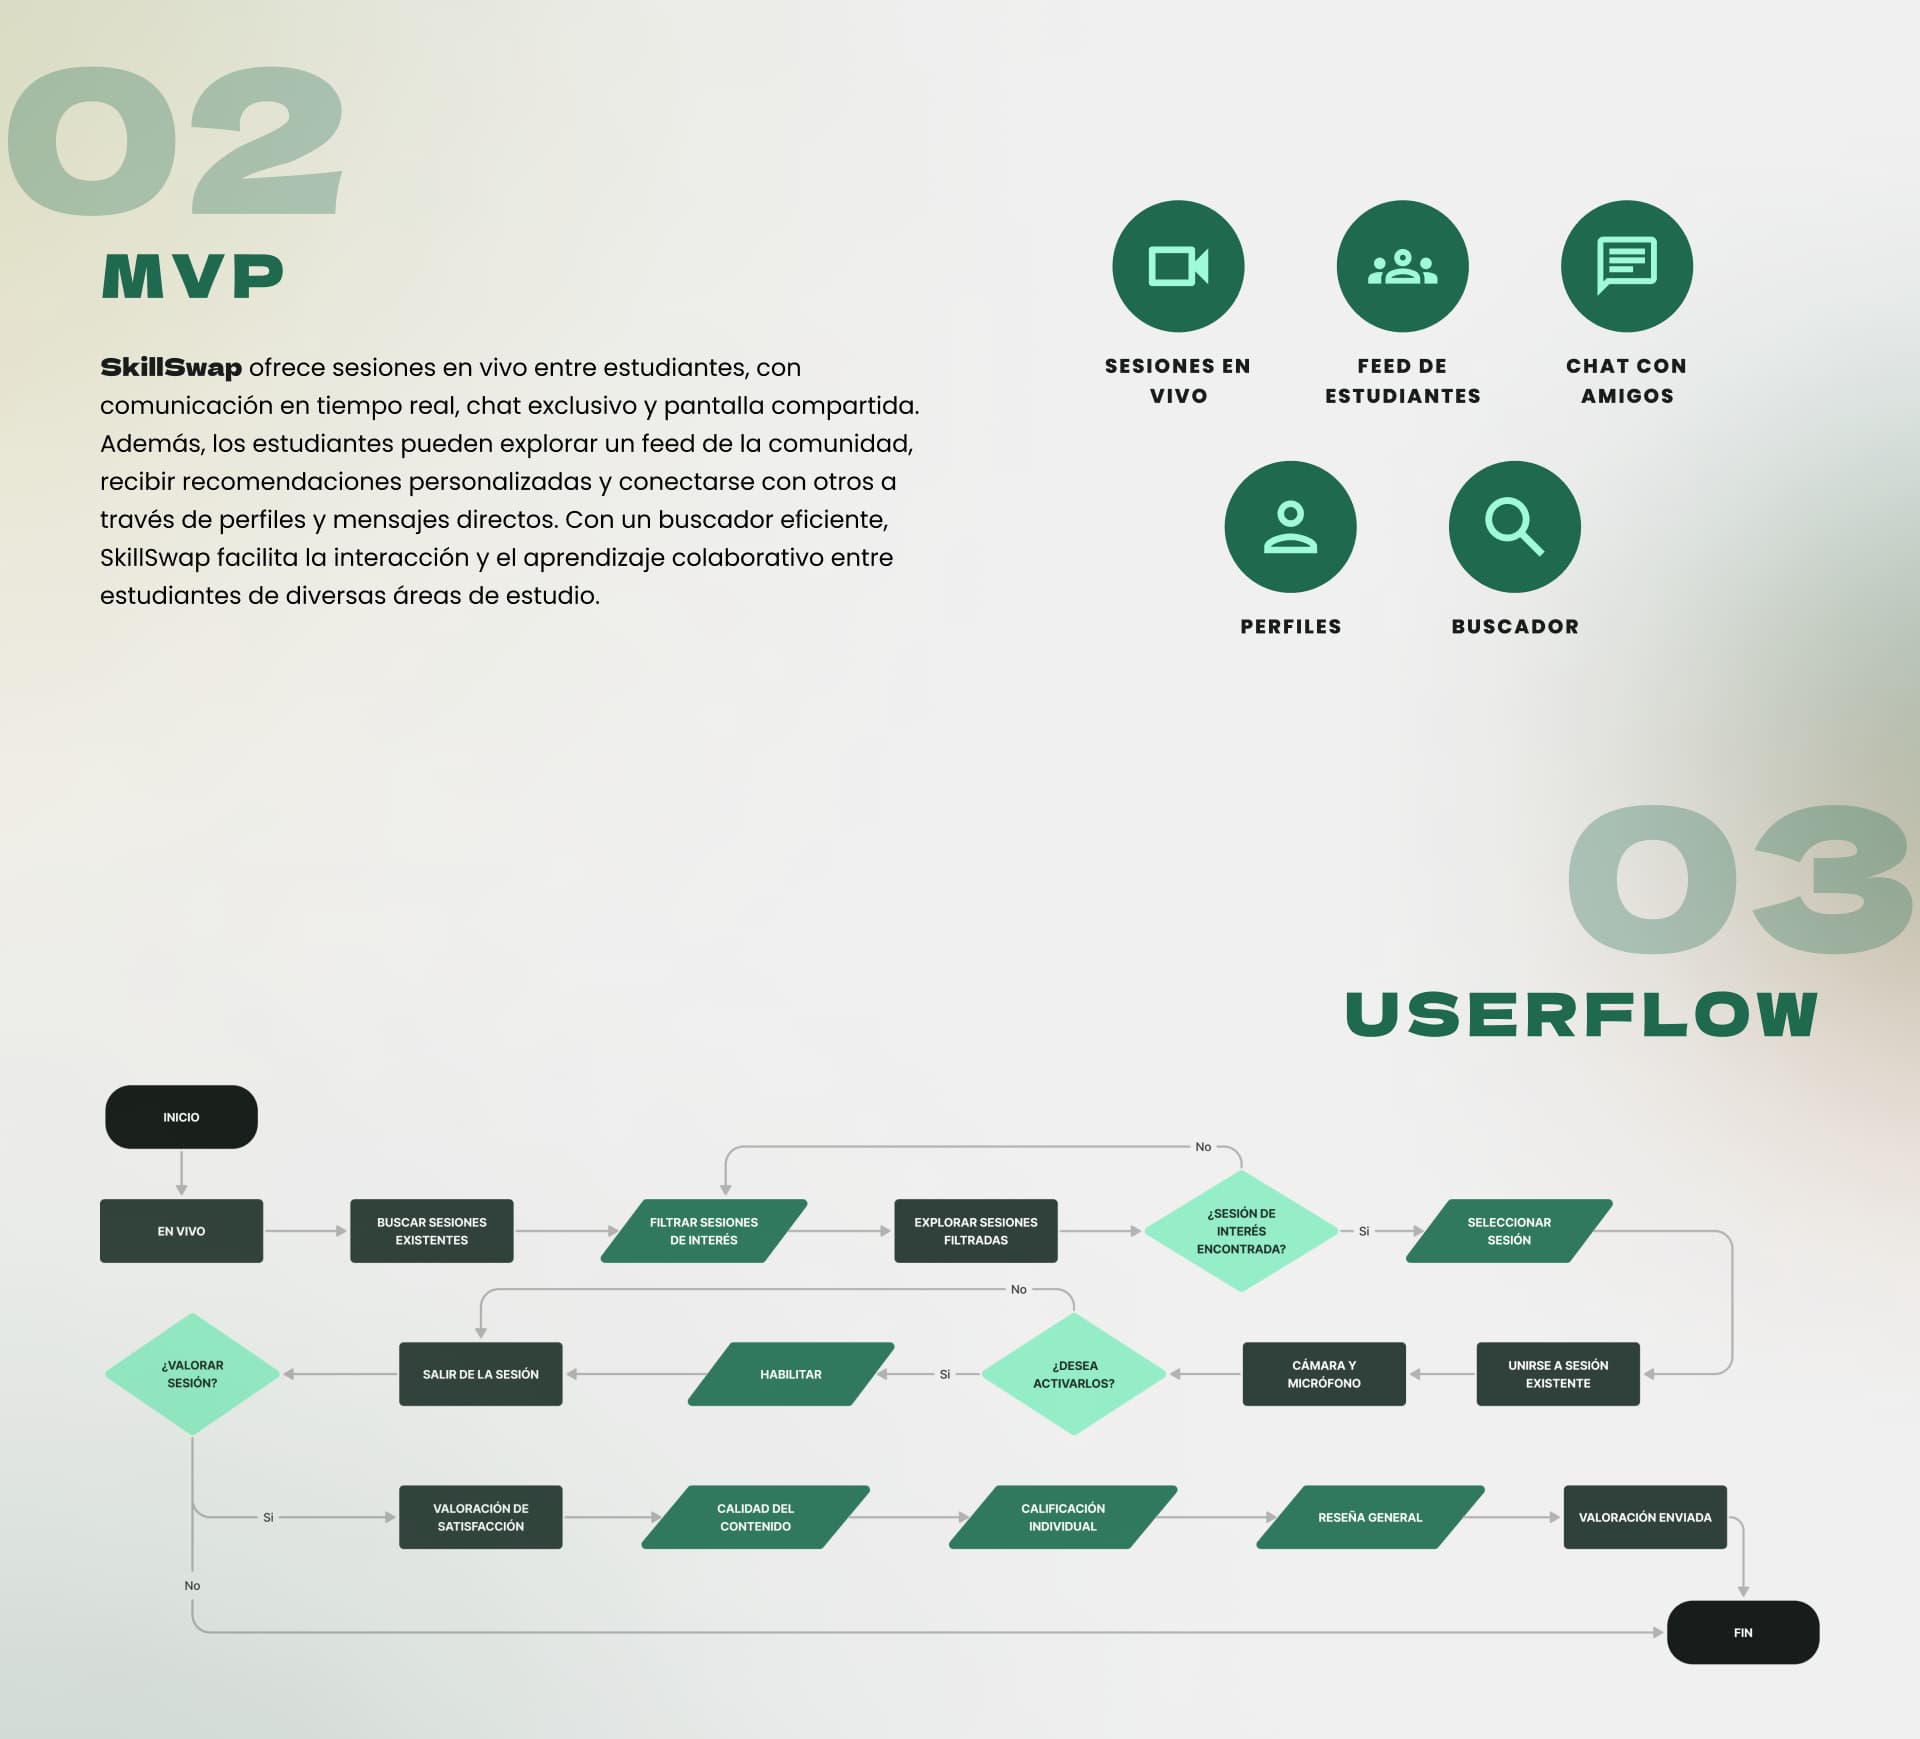 02
MVP
SkillSwap ofrece sesiones en vivo entre estudiantes, con
comunicación en tiempo real, chat exclusivo y pantalla compartida.
Además, los estudiantes pueden explorar un feed de la comunidad,
recibir recomendaciones personalizadas y conectarse con otros a
través de perfiles y mensajes directos. Con un buscador eficiente,
SkillSwap facilita la interacción y el aprendizaje colaborativo entre
estudiantes de diversas áreas de estudio.
SESIONES EN
VIVO
FEED DE
ESTUDIANTES
CHAT CON
AMIGOS
PERFILES
BUSCADOR
03
USERFLOW
INICIO
EN VIVO
BUSCAR SESIONES
EXISTENTES
FILTRAR SESIONES
DE INTERÉS
EXPLORAR SESIONES
FILTRADAS
¿SESIÓN DE
INTERÉS
ENCONTRADA?
No
Si
SELECCIONAR
SESIÓN
UNIRSE A SESIÓN
EXISTENTE
CÁMARA Y
MICRÓFONO
¿DESEA
ACTIVARLOS?
No
Si
HABILITAR
SALIR DE LA SESIÓN
¿VALORAR
SESIÓN?
Si
VALORACIÓN DE
SATISFACCIÓN
CALIDAD DEL
CONTENIDO
CALIFICACIÓN
INDIVIDUAL
RESEÑA GENERAL
VALORACIÓN ENVIADA
No
FIN